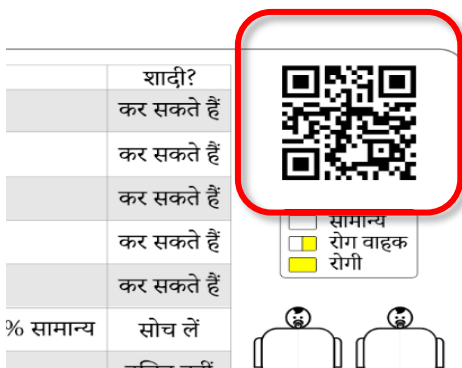 शादी?
कर सकते हैं
कर सकते हैं
कर सकते हैं
कर सकते हैं
कर सकते हैं
% सामान्य सोच लें
सामान्य
रोग वाहक
रोगी